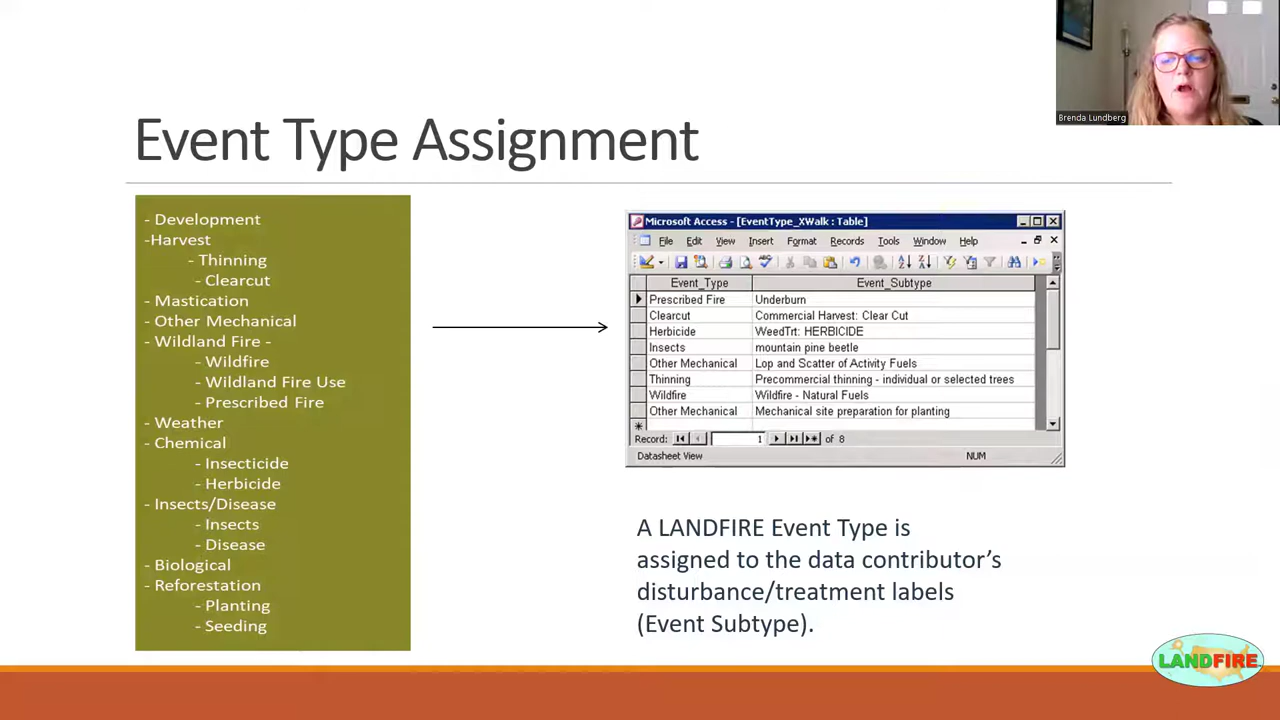 Brenda Lundberg
Event Type Assignment
- Development
-Harvest
- Thinning
- Clearcut
- Mastication
- Other Mechanical
- Wildland Fire -
- Wildfire
- Wildland Fire Use
- Prescribed Fire
- Weather
- Chemical
- Insecticide
- Herbicide
- Insects/Disease
- Insects
- Disease
- Biological
- Reforestation
- Planting
- Seeding
Microsoft Access - [EventType_XWalk : Table]
File Edit View Insert Format Records Tools Window Help
Event_Type Event_Subtype
Prescribed Fire Underburn
Clearcut Commercial Harvest: Clear Cut
Herbicide WeedTrt: HERBICIDE
Insects mountain pine beetle
Other Mechanical Lop and Scatter of Activity Fuels
Thinning Precommercial thinning - individual or selected trees
Wildfire Wildfire - Natural Fuels
Other Mechanical Mechanical site preparation for planting
Record: 1 of 8
Datasheet View NUM
A LANDFIRE Event Type is
assigned to the data contributor’s
disturbance/treatment labels
(Event Subtype).
LANDFIRE